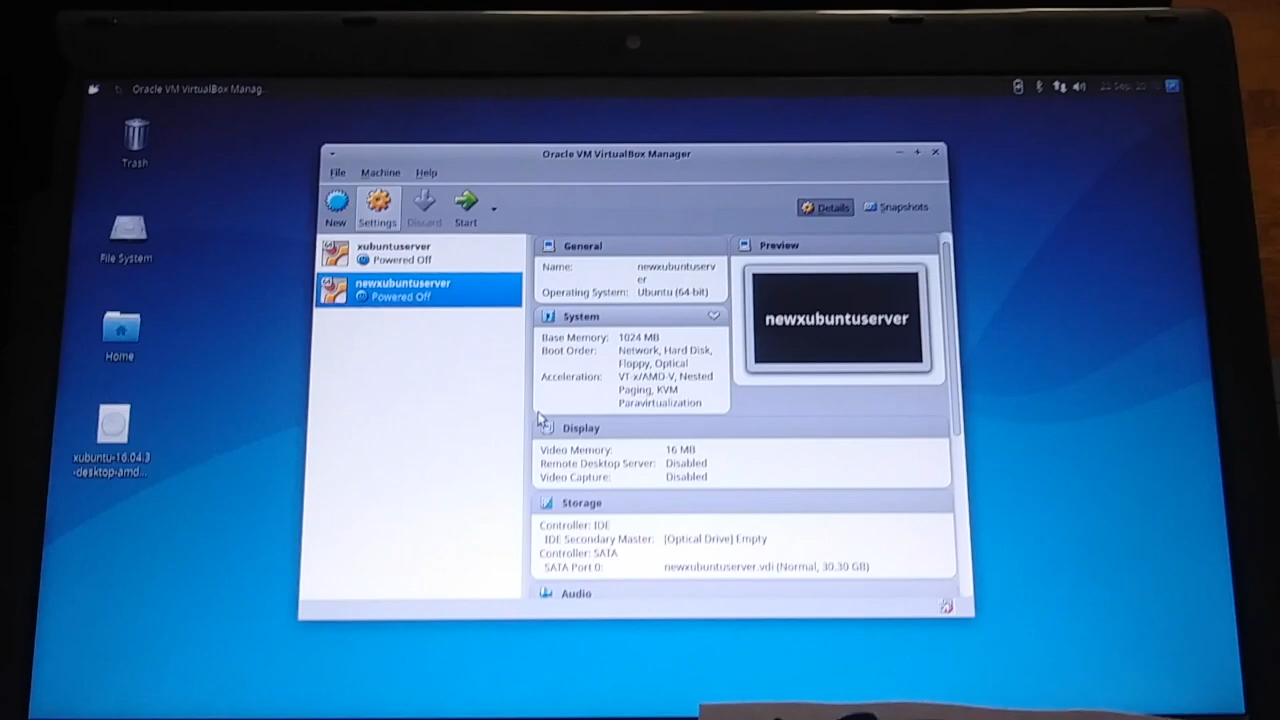 Oracle VM VirtualBox Manag...
22 Sep, 20
Trash
File System
Home
xubuntu-16.04.3
-desktop-amd...
Oracle VM VirtualBox Manager
File Machine Help
New Settings Discard Start
Details Snapshots
xubuntuserver
64
Powered Off
newxubuntuserver
64
Powered Off
General
Name: newxubuntuserv
er
Operating System: Ubuntu (64-bit)
System
Base Memory: 1024 MB
Boot Order: Network, Hard Disk,
Floppy, Optical
Acceleration: VT-x/AMD-V, Nested
Paging, KVM
Paravirtualization
Preview
newxubuntuserver
Display
Video Memory: 16 MB
Remote Desktop Server: Disabled
Video Capture: Disabled
Storage
Controller: IDE
IDE Secondary Master: [Optical Drive] Empty
Controller: SATA
SATA Port 0: newxubuntuserver.vdi (Normal, 30.30 GB)
Audio